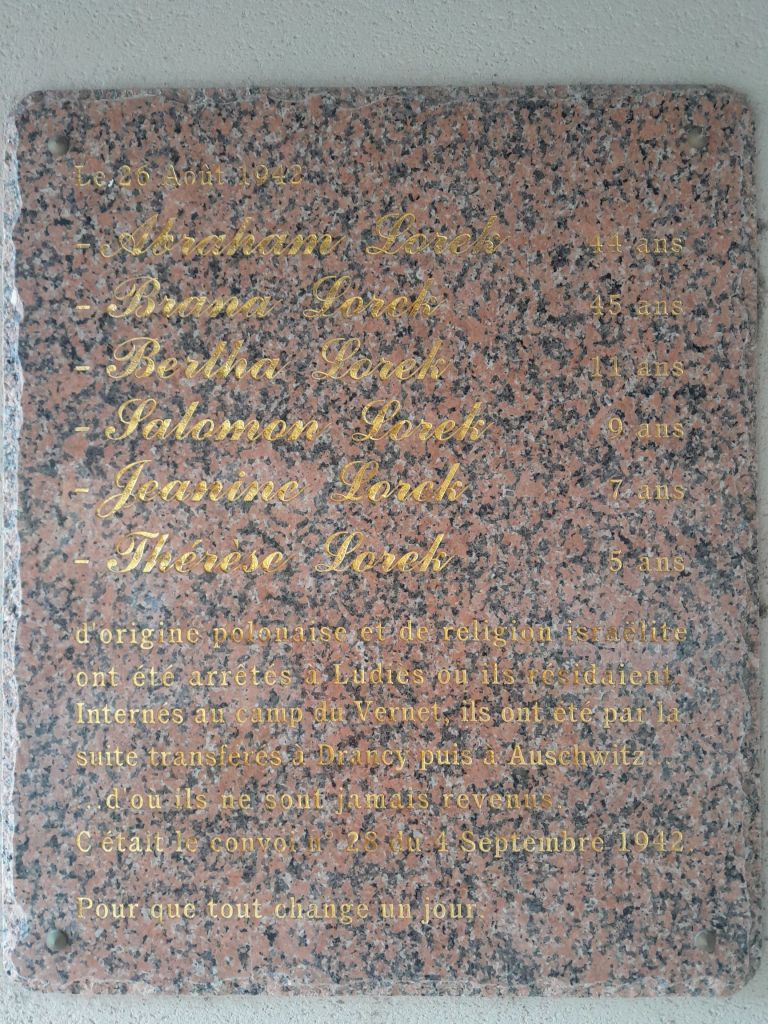 Le 26 Août 1942
- Abraham Lorek 44 ans
- Brana Lorek 45 ans
- Bertha Lorek 11 ans
- Salomon Lorek 9 ans
- Jeanine Lorek 7 ans
- Thérèse Lorek 5 ans
d'origine polonaise et de religion israëlite
ont été arrêtés à Ludies où ils résidaient.
Internés au camp du Vernet, ils ont été par la
suite transférés à Drancy puis à Auschwitz...
...d'où ils ne sont jamais revenus.
C'était le convoi n° 28 du 4 Septembre 1942.
Pour que tout change un jour.